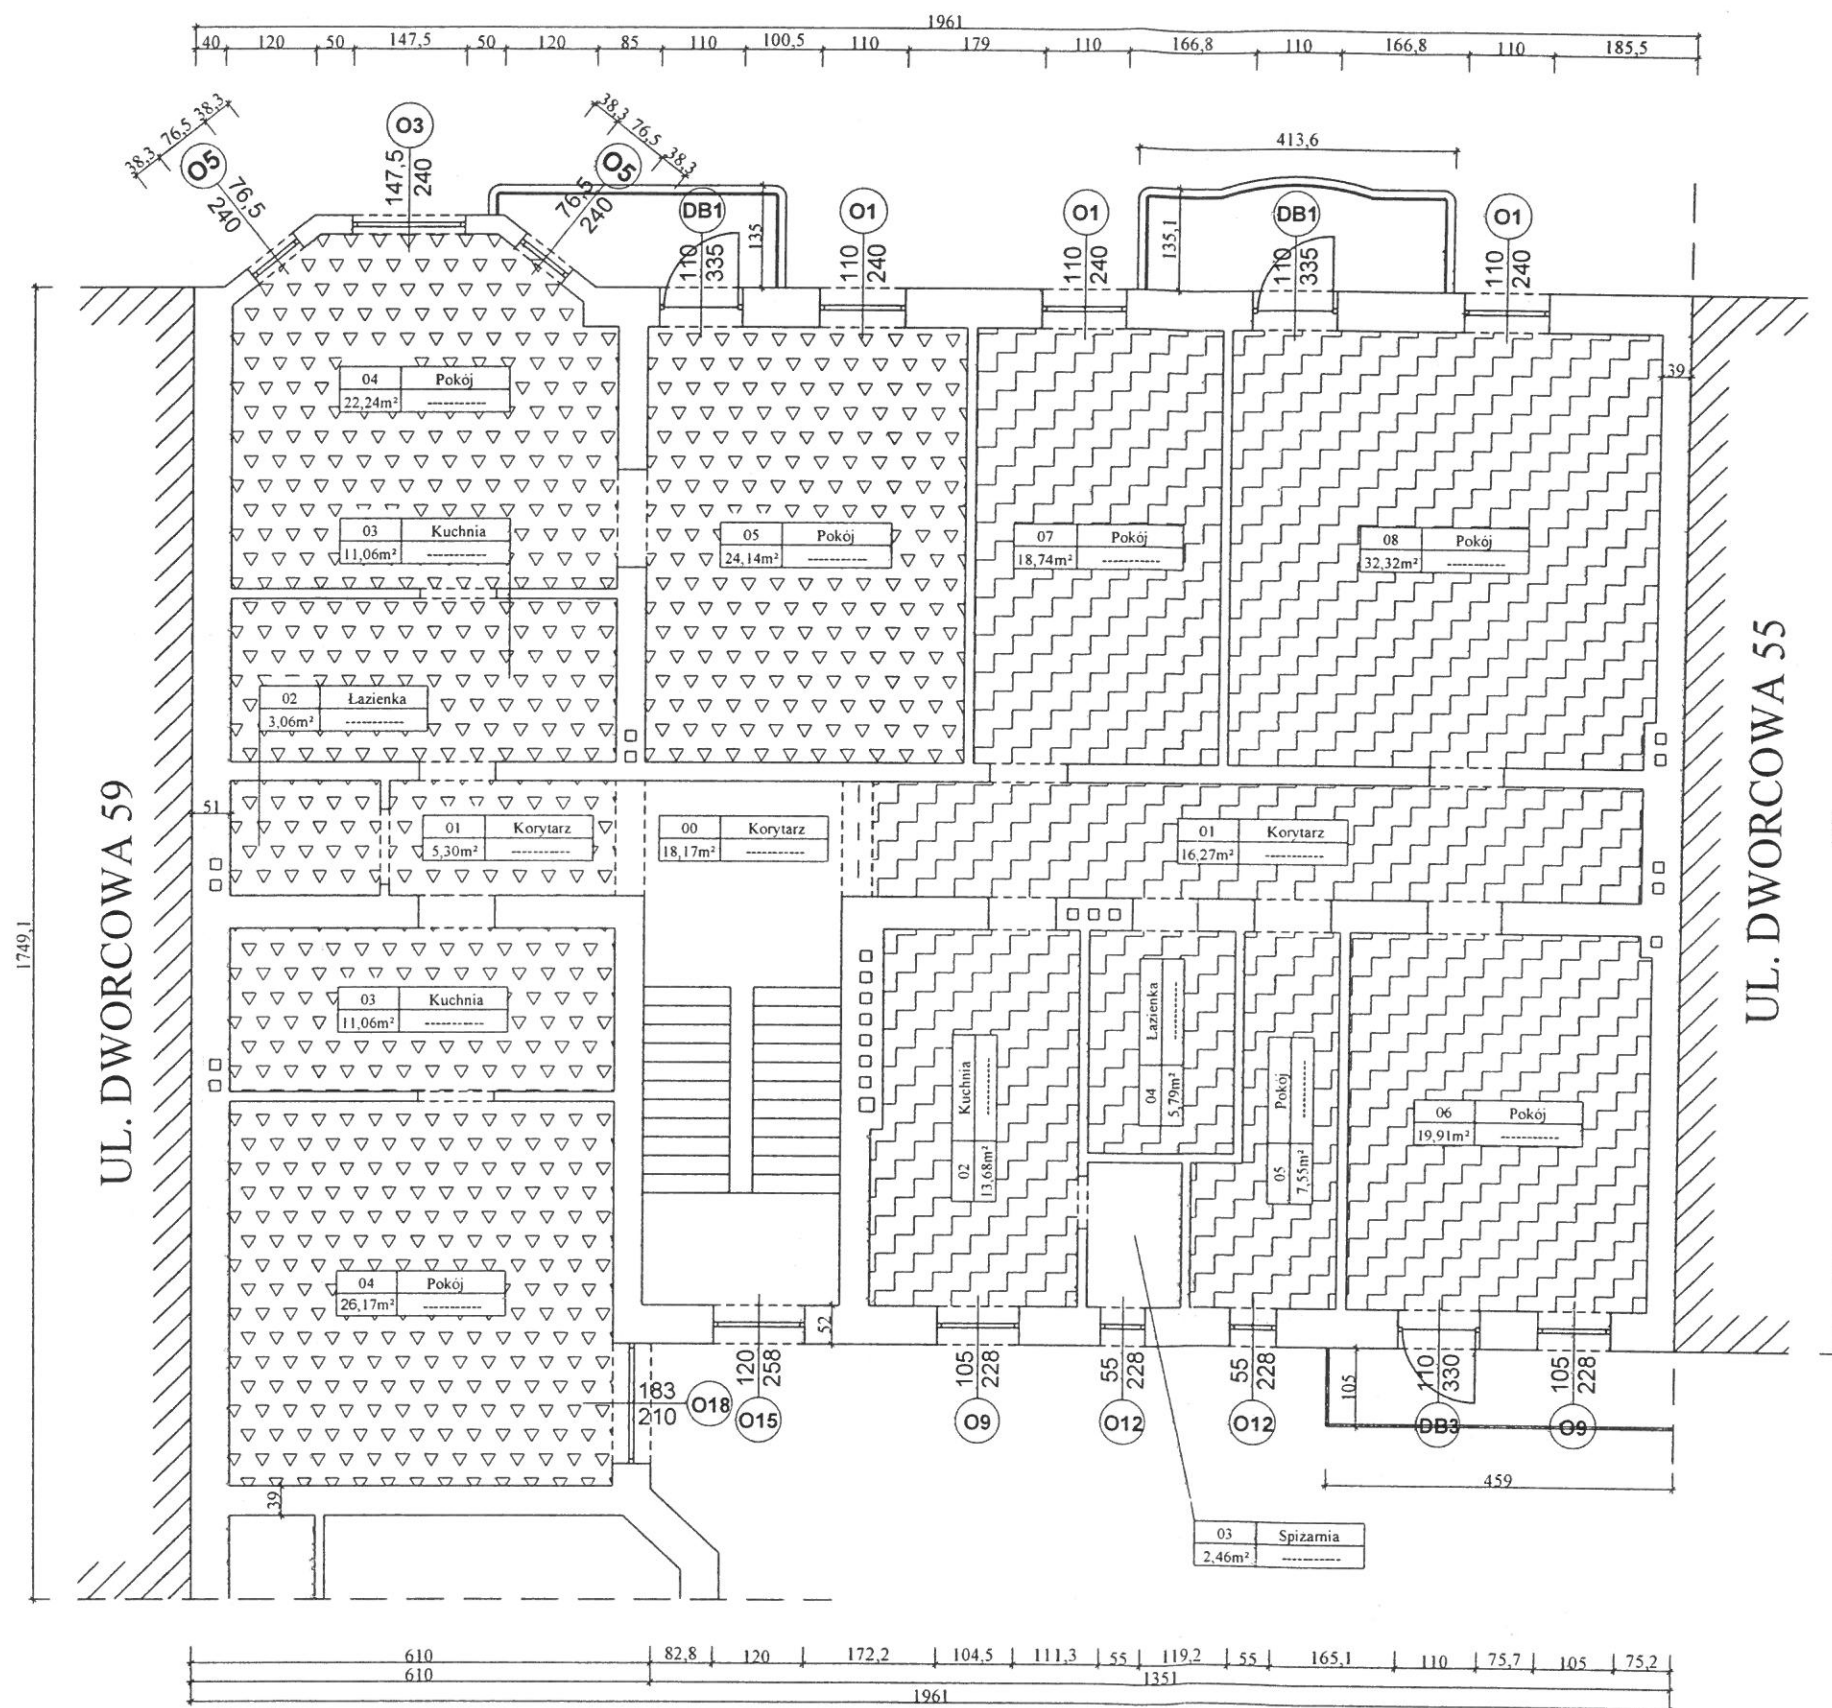 1961
40 120 50 147,5 50 120 85 110 100,5 110 179 110 166,8 110 166,8 110 185,5
38,3 76,5 38,3
38,3 76,5 38,3
O5
76,5
240
O3
147,5
240
O5
76,5
240
DB1
110
335
135
O1
110
240
O1
110
240
413,6
135,1
DB1
110
335
O1
110
240
39
04 Pokój
22,24m² -----------
03 Kuchnia
11,06m² -----------
05 Pokój
24,14m² -----------
07 Pokój
18,74m² -----------
08 Pokój
32,32m² -----------
02 Łazienka
3,06m² -----------
UL. DWORCOWA 59
UL. DWORCOWA 55
1749,1
51
01 Korytarz
5,30m² -----------
00 Korytarz
18,17m² -----------
01 Korytarz
16,27m² -----------
03 Kuchnia
11,06m² -----------
02 Kuchnia
13,68m² -----------
04 Łazienka
5,79m² -----------
05 Pokój
7,55m² -----------
06 Pokój
19,91m² -----------
04 Pokój
26,17m² -----------
52
183
210
O18
120
258
O15
105
228
O9
55
228
O12
55
228
O12
105
110
330
DB3
105
228
O9
459
39
03 Spizarnia
2,46m² -----------
610 82,8 120 172,2 104,5 111,3 55 119,2 55 165,1 110 75,7 105 75,2
610 1351
1961